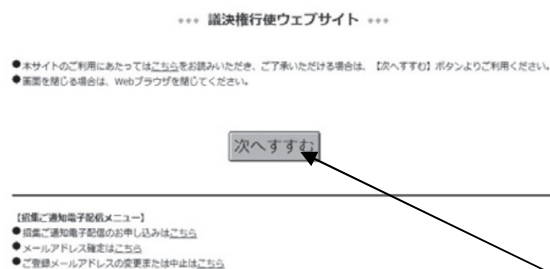 *** 議決権行使ウェブサイト ***
●本サイトのご利用にあたってはこちらをお読みいただき、ご了承いただける場合は、【次へすすむ】ボタンよりご利用ください。
●画面を閉じる場合は、Webブラウザを閉じてください。
次へすすむ
【招集ご通知電子配信メニュー】
●招集ご通知電子配信のお申し込みはこちら
●メールアドレス確定はこちら
●ご登録メールアドレスの変更または中止はこちら